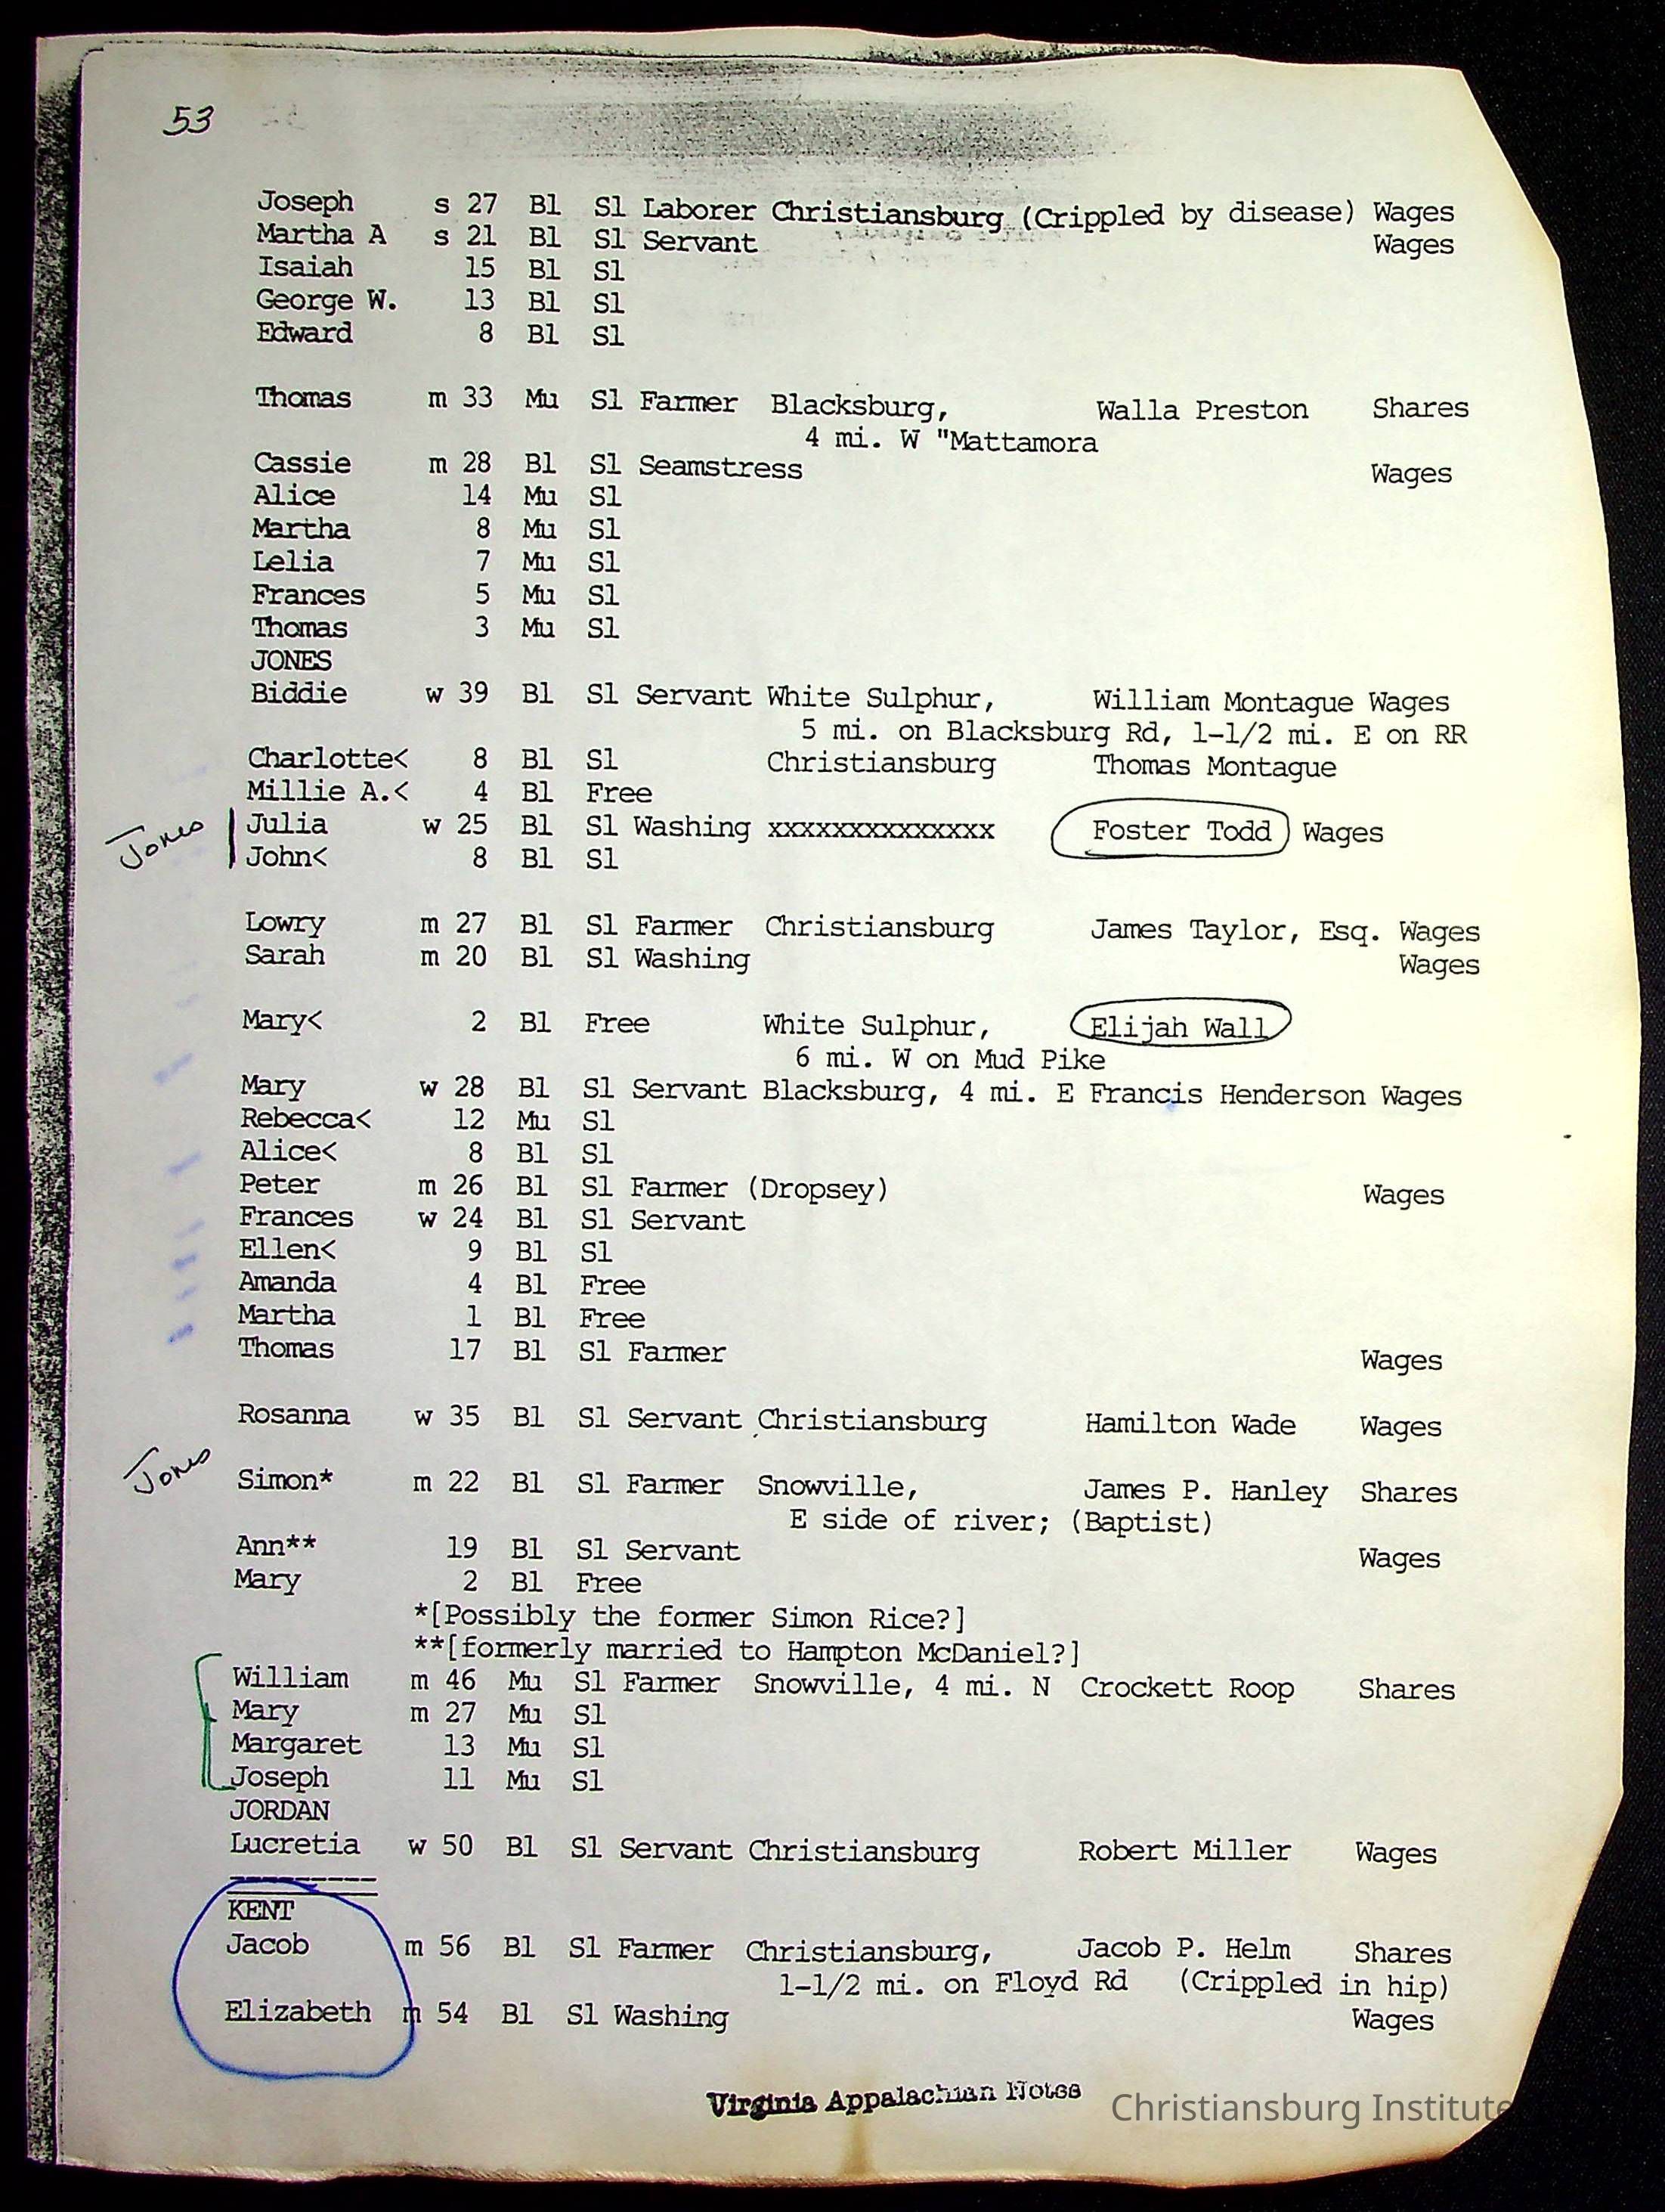 53
Joseph s 27 Bl Sl Laborer Christiansburg (Crippled by disease) Wages
Martha A s 21 Bl Sl Servant Wages
Isaiah 15 Bl Sl
George W. 13 Bl Sl
Edward 8 Bl Sl
Thomas m 33 Mu Sl Farmer Blacksburg, Walla Preston Shares
4 mi. W "Mattamora
Cassie m 28 Bl Sl Seamstress Wages
Alice 14 Mu Sl
Martha 8 Mu Sl
Lelia 7 Mu Sl
Frances 5 Mu Sl
Thomas 3 Mu Sl
JONES
Biddie w 39 Bl Sl Servant White Sulphur, William Montague Wages
5 mi. on Blacksburg Rd, 1-1/2 mi. E on RR
Charlotte< 8 Bl Sl Christiansburg Thomas Montague
Millie A.< 4 Bl Free
Jones Julia w 25 Bl Sl Washing xxxxxxxxxxxxxx Foster Todd Wages
John< 8 Bl Sl
Lowry m 27 Bl Sl Farmer Christiansburg James Taylor, Esq. Wages
Sarah m 20 Bl Sl Washing Wages
Mary< 2 Bl Free White Sulphur, Elijah Wall
6 mi. W on Mud Pike
Mary w 28 Bl Sl Servant Blacksburg, 4 mi. E Francis Henderson Wages
Rebecca< 12 Mu Sl
Alice< 8 Bl Sl
Peter m 26 Bl Sl Farmer (Dropsey) Wages
Frances w 24 Bl Sl Servant
Ellen< 9 Bl Sl
Amanda 4 Bl Free
Martha 1 Bl Free
Thomas 17 Bl Sl Farmer Wages
Rosanna w 35 Bl Sl Servant Christiansburg Hamilton Wade Wages
Jones Simon* m 22 Bl Sl Farmer Snowville, James P. Hanley Shares
E side of river; (Baptist)
Ann** 19 Bl Sl Servant Wages
Mary 2 Bl Free
*[Possibly the former Simon Rice?]
**[formerly married to Hampton McDaniel?]
William m 46 Mu Sl Farmer Snowville, 4 mi. N Crockett Roop Shares
Mary m 27 Mu Sl
Margaret 13 Mu Sl
Joseph 11 Mu Sl
JORDAN
Lucretia w 50 Bl Sl Servant Christiansburg Robert Miller Wages
KENT
Jacob m 56 Bl Sl Farmer Christiansburg, Jacob P. Helm Shares
1-1/2 mi. on Floyd Rd (Crippled in hip)
Elizabeth m 54 Bl Sl Washing Wages
Virginia Appalachian Notes
Christiansburg Institute